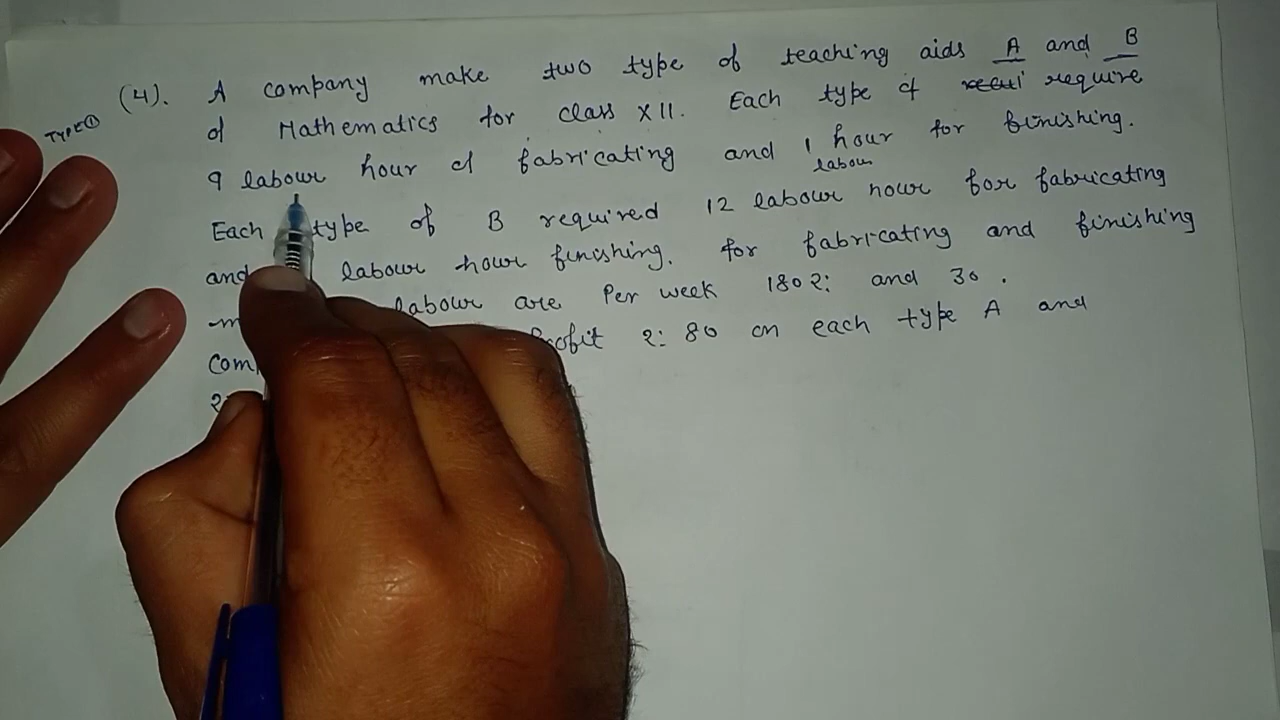 TYPE①
(4). A company make two type of teaching aids A and B
of Mathematics for class XII. Each type of require
9 labour hour of fabricating and 1 labour hour for finishing.
Each type of B required 12 labour hour for fabricating
and labour hour finishing. for fabricating and finishing
labour are Per week 180 2: and 30.
2: 80 on each type A and